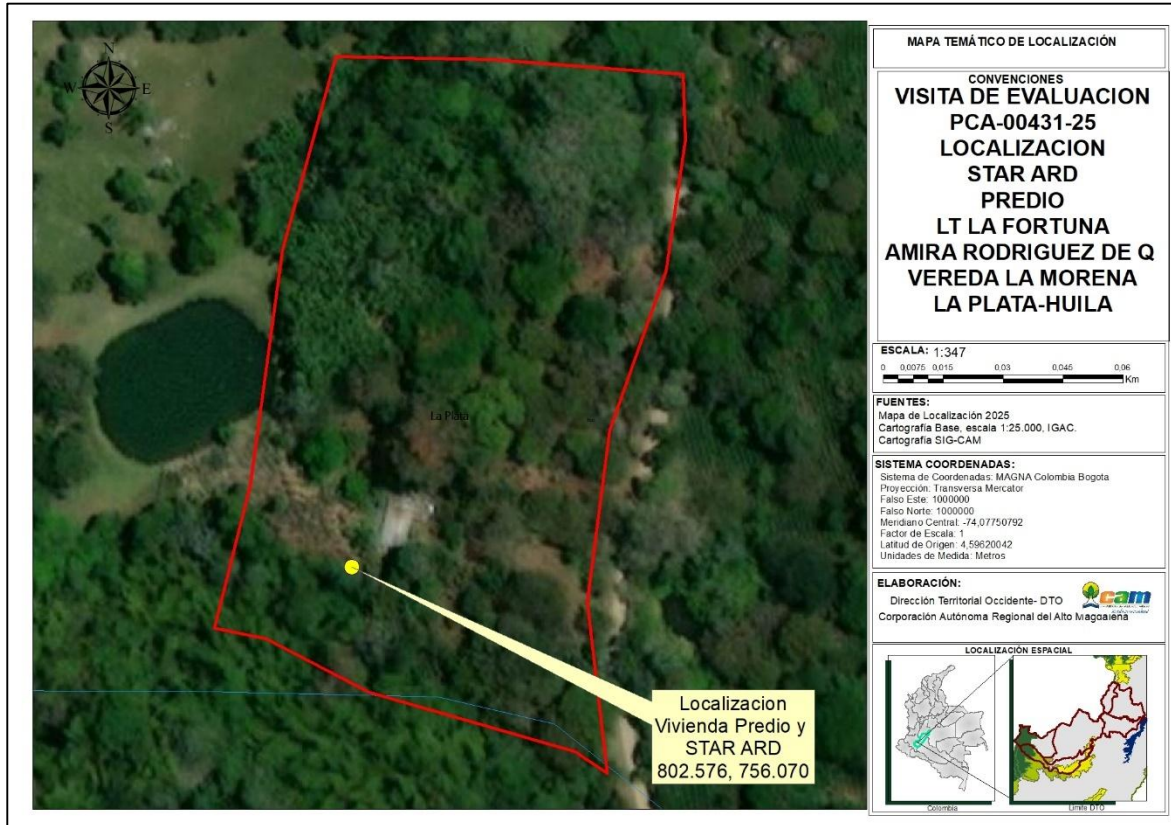 N
W E
S
La Plata
Localizacion
Vivienda Predio y
STAR ARD
802.576, 756.070
MAPA TEMÁTICO DE LOCALIZACIÓN
CONVENCIONES
VISITA DE EVALUACION
PCA-00431-25
LOCALIZACION
STAR ARD
PREDIO
LT LA FORTUNA
AMIRA RODRIGUEZ DE Q
VEREDA LA MORENA
LA PLATA-HUILA
ESCALA: 1:347
0 0,0075 0,015 0,03 0,045 0,06
Km
FUENTES:
Mapa de Localización 2025
Cartografía Base, escala 1:25.000, IGAC.
Cartografía SIG-CAM
SISTEMA COORDENADAS:
Sistema de Coordenadas: MAGNA Colombia Bogota
Proyección: Transversa Mercator
Falso Este: 1000000
Falso Norte: 1000000
Meridiano Central: -74,07750792
Factor de Escala: 1
Latitud de Origen: 4,59620042
Unidades de Medida: Metros
ELABORACIÓN:
Dirección Territorial Occidente- DTO
cam
Corporación Autónoma Regional del Alto Magdalena
LOCALIZACIÓN ESPACIAL
Colombia
Limite DTO